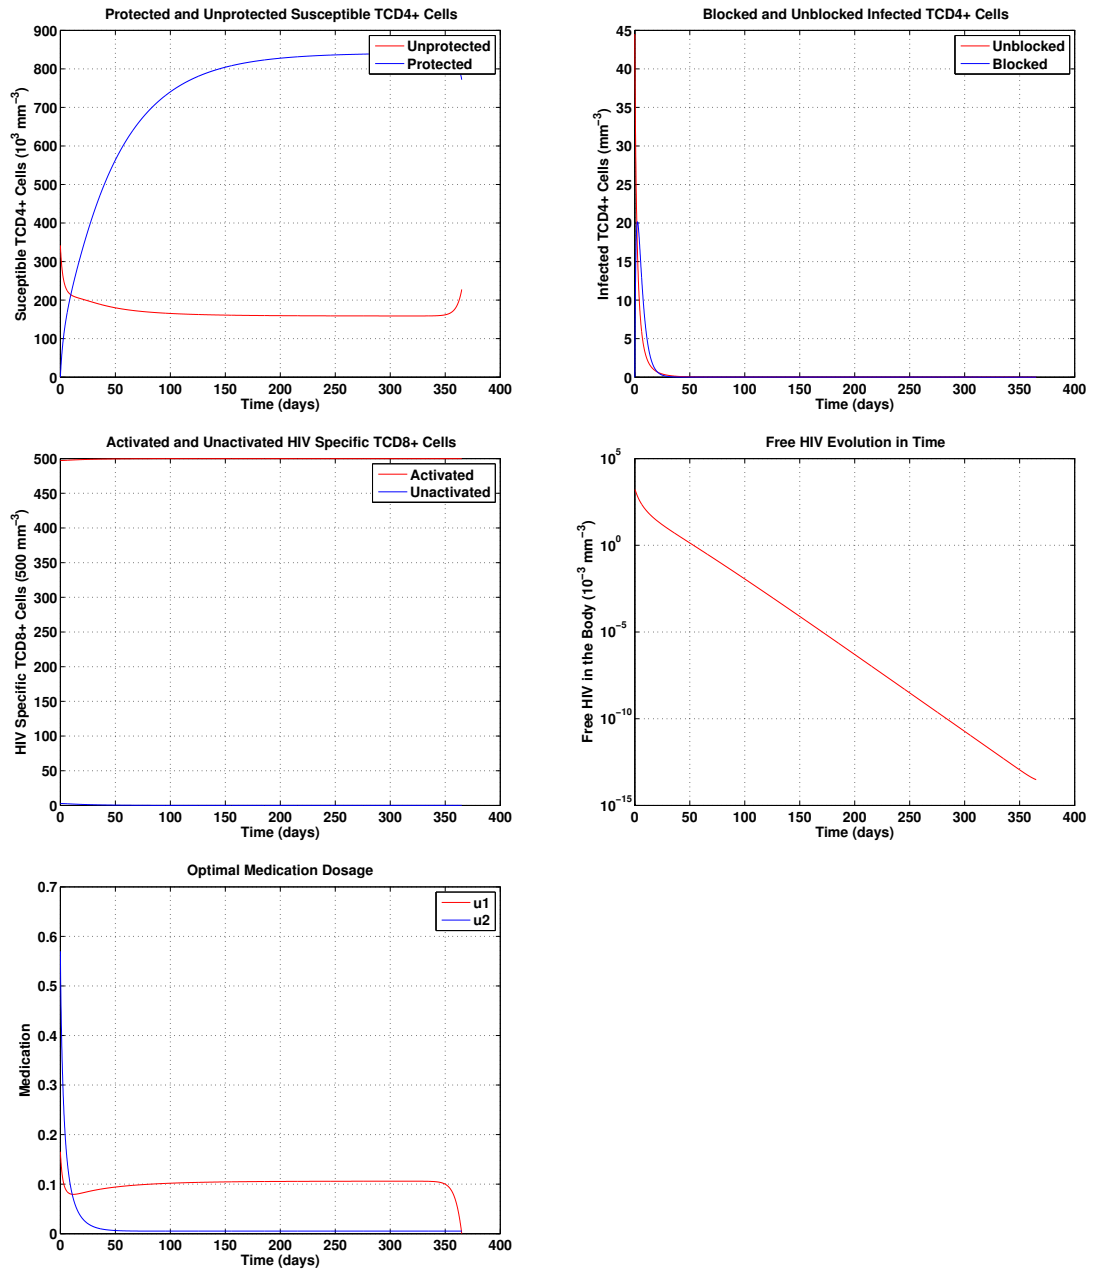 Protected and Unprotected Susceptible TCD4+ Cells
Suceptible TCD4+ Cells (10³ mm⁻³)
900
800
700
600
500
400
300
200
100
0
Unprotected
Protected
0 50 100 150 200 250 300 350 400
Time (days)
Blocked and Unblocked Infected TCD4+ Cells
Infected TCD4+ Cells (mm⁻³)
45
40
35
30
25
20
15
10
5
0
Unblocked
Blocked
0 50 100 150 200 250 300 350 400
Time (days)
Activated and Unactivated HIV Specific TCD8+ Cells
HIV Specific TCD8+ Cells (500 mm⁻³)
500
450
400
350
300
250
200
150
100
50
0
Activated
Unactivated
0 50 100 150 200 250 300 350 400
Time (days)
Free HIV Evolution in Time
Free HIV in the Body (10⁻³ mm⁻³)
10⁵
10⁰
10⁻⁵
10⁻¹⁰
10⁻¹⁵
0 50 100 150 200 250 300 350 400
Time (days)
Optimal Medication Dosage
Medication
0.7
0.6
0.5
0.4
0.3
0.2
0.1
0
u1
u2
0 50 100 150 200 250 300 350 400
Time (days)